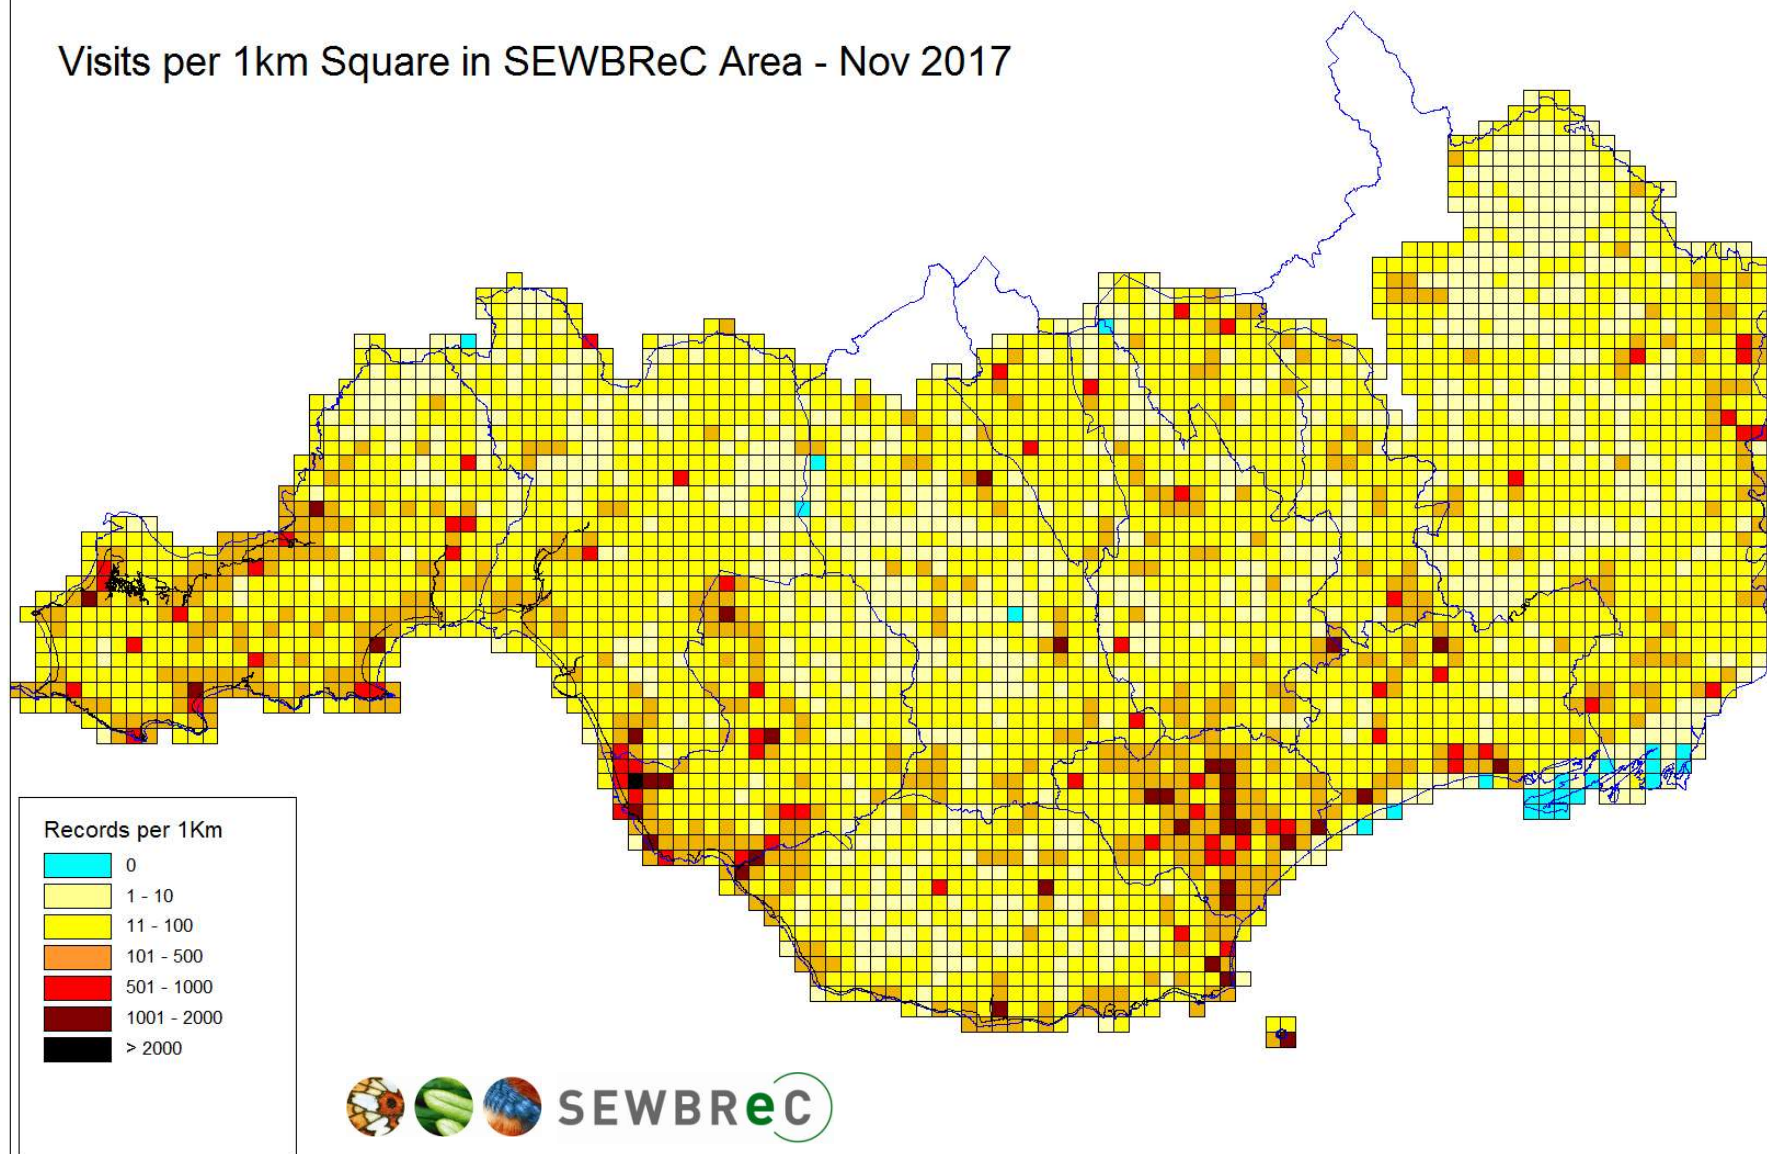 Visits per 1km Square in SEWBReC Area - Nov 2017
Records per 1Km
0
1 - 10
11 - 100
101 - 500
501 - 1000
1001 - 2000
> 2000
SEWBReC